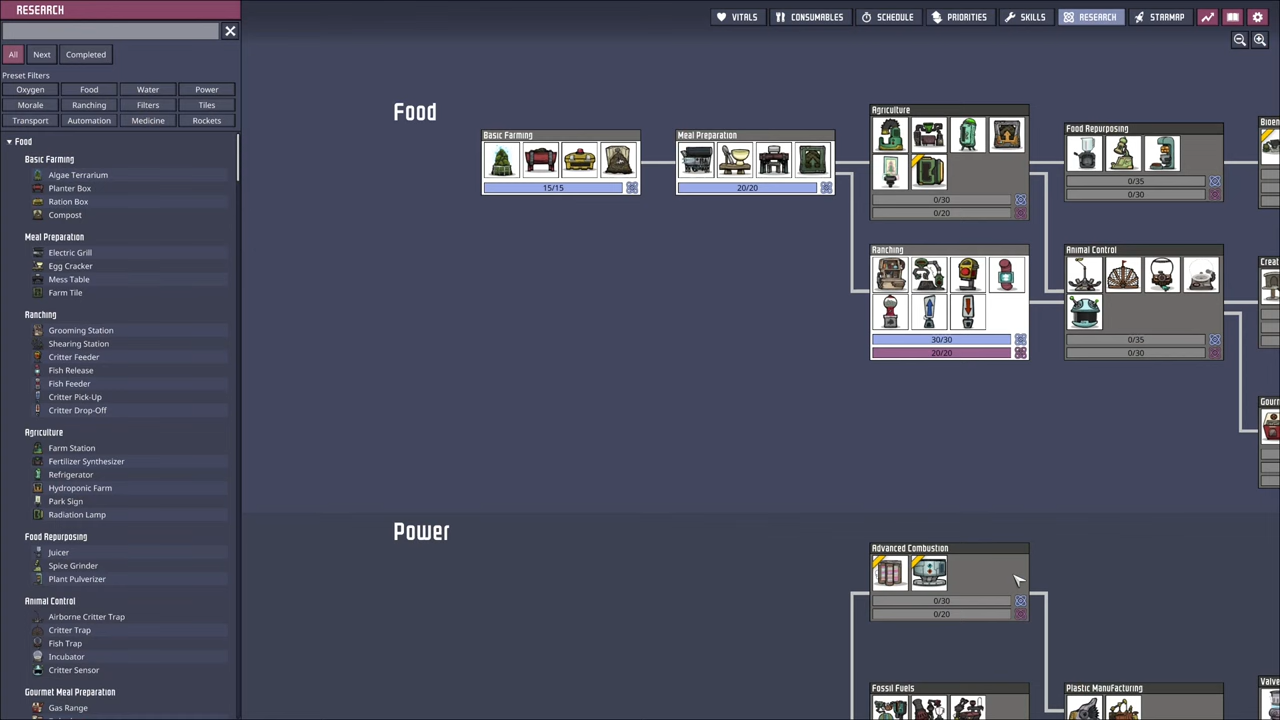 RESEARCH
VITALS
CONSUMABLES
SCHEDULE
PRIORITIES
SKILLS
RESEARCH
STARMAP
All
Next
Completed
Preset Filters
Oxygen
Food
Water
Power
Morale
Ranching
Filters
Tiles
Transport
Automation
Medicine
Rockets
Food
Basic Farming
Algae Terrarium
Planter Box
Ration Box
Compost
Meal Preparation
Electric Grill
Egg Cracker
Mess Table
Farm Tile
Ranching
Grooming Station
Shearing Station
Critter Feeder
Fish Release
Fish Feeder
Critter Pick-Up
Critter Drop-Off
Agriculture
Farm Station
Fertilizer Synthesizer
Refrigerator
Hydroponic Farm
Park Sign
Radiation Lamp
Food Repurposing
Juicer
Spice Grinder
Plant Pulverizer
Animal Control
Airborne Critter Trap
Critter Trap
Fish Trap
Incubator
Critter Sensor
Gourmet Meal Preparation
Gas Range
Food
Basic Farming
15/15
Meal Preparation
20/20
Agriculture
0/30
0/20
Food Repurposing
0/35
0/30
Ranching
30/30
20/20
Animal Control
0/35
0/30
Power
Advanced Combustion
0/30
0/20
Fossil Fuels
Plastic Manufacturing